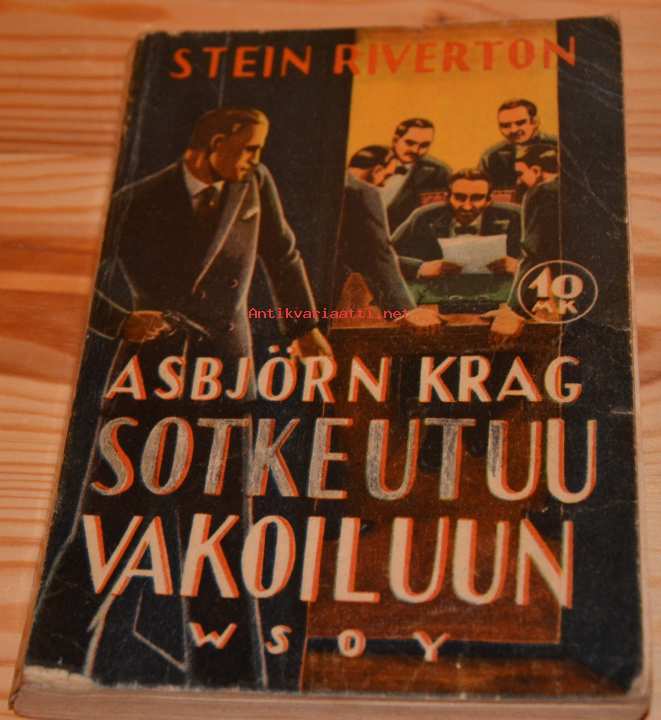 STEIN RIVERTON
10
MK
Antikvariaatti.net
ASBJÖRN KRAG
SOTKEUTUU
VAKOILUUN
WSOY